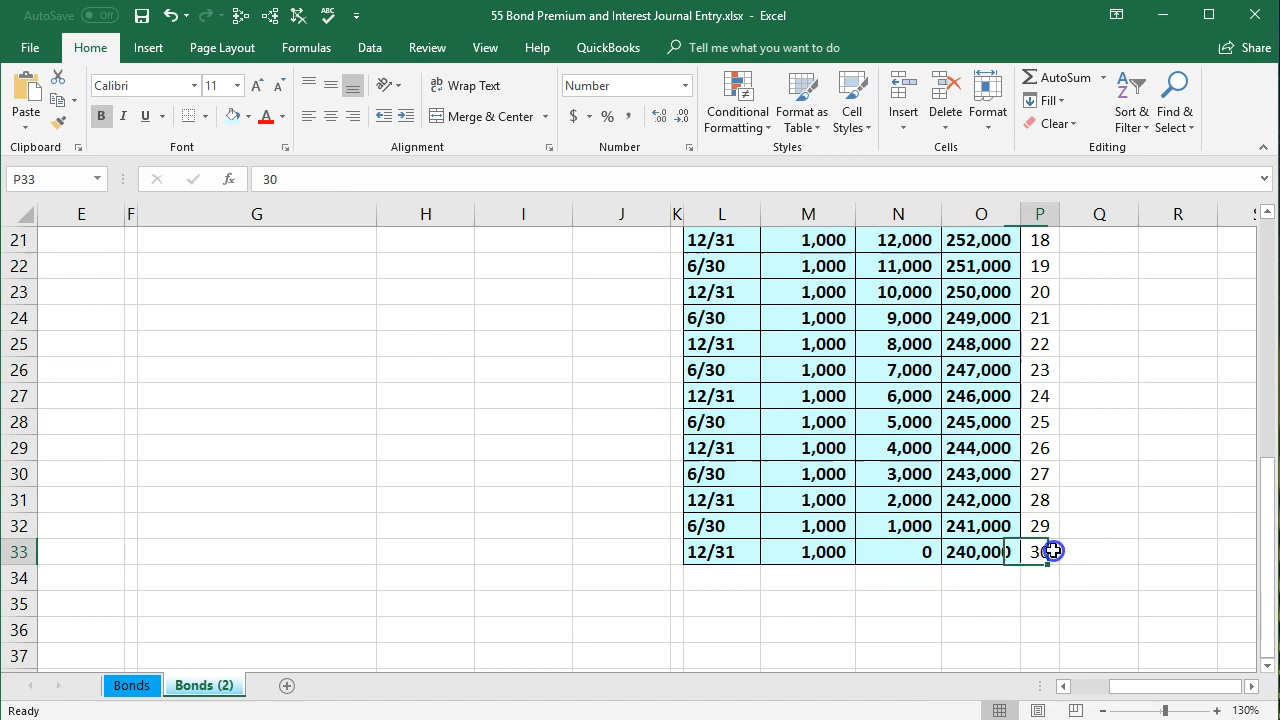 AutoSave Off 55 Bond Premium and Interest Journal Entry.xlsx - Excel
File Home Insert Page Layout Formulas Data Review View Help QuickBooks Tell me what you want to do Share
Paste Calibri 11 Wrap Text Number Conditional Format as Cell Insert Delete Format AutoSum Sort & Find &
B I U A Merge & Center $ % , Formatting Table Styles Fill Filter Select
Clear
Clipboard Font Alignment Number Styles Cells Editing
P33 fx 30
E F G H I J K L M N O P Q R S
21 12/31 1,000 12,000 252,000 18
22 6/30 1,000 11,000 251,000 19
23 12/31 1,000 10,000 250,000 20
24 6/30 1,000 9,000 249,000 21
25 12/31 1,000 8,000 248,000 22
26 6/30 1,000 7,000 247,000 23
27 12/31 1,000 6,000 246,000 24
28 6/30 1,000 5,000 245,000 25
29 12/31 1,000 4,000 244,000 26
30 6/30 1,000 3,000 243,000 27
31 12/31 1,000 2,000 242,000 28
32 6/30 1,000 1,000 241,000 29
33 12/31 1,000 0 240,000 30
34
35
36
37
Bonds Bonds (2)
Ready 130%